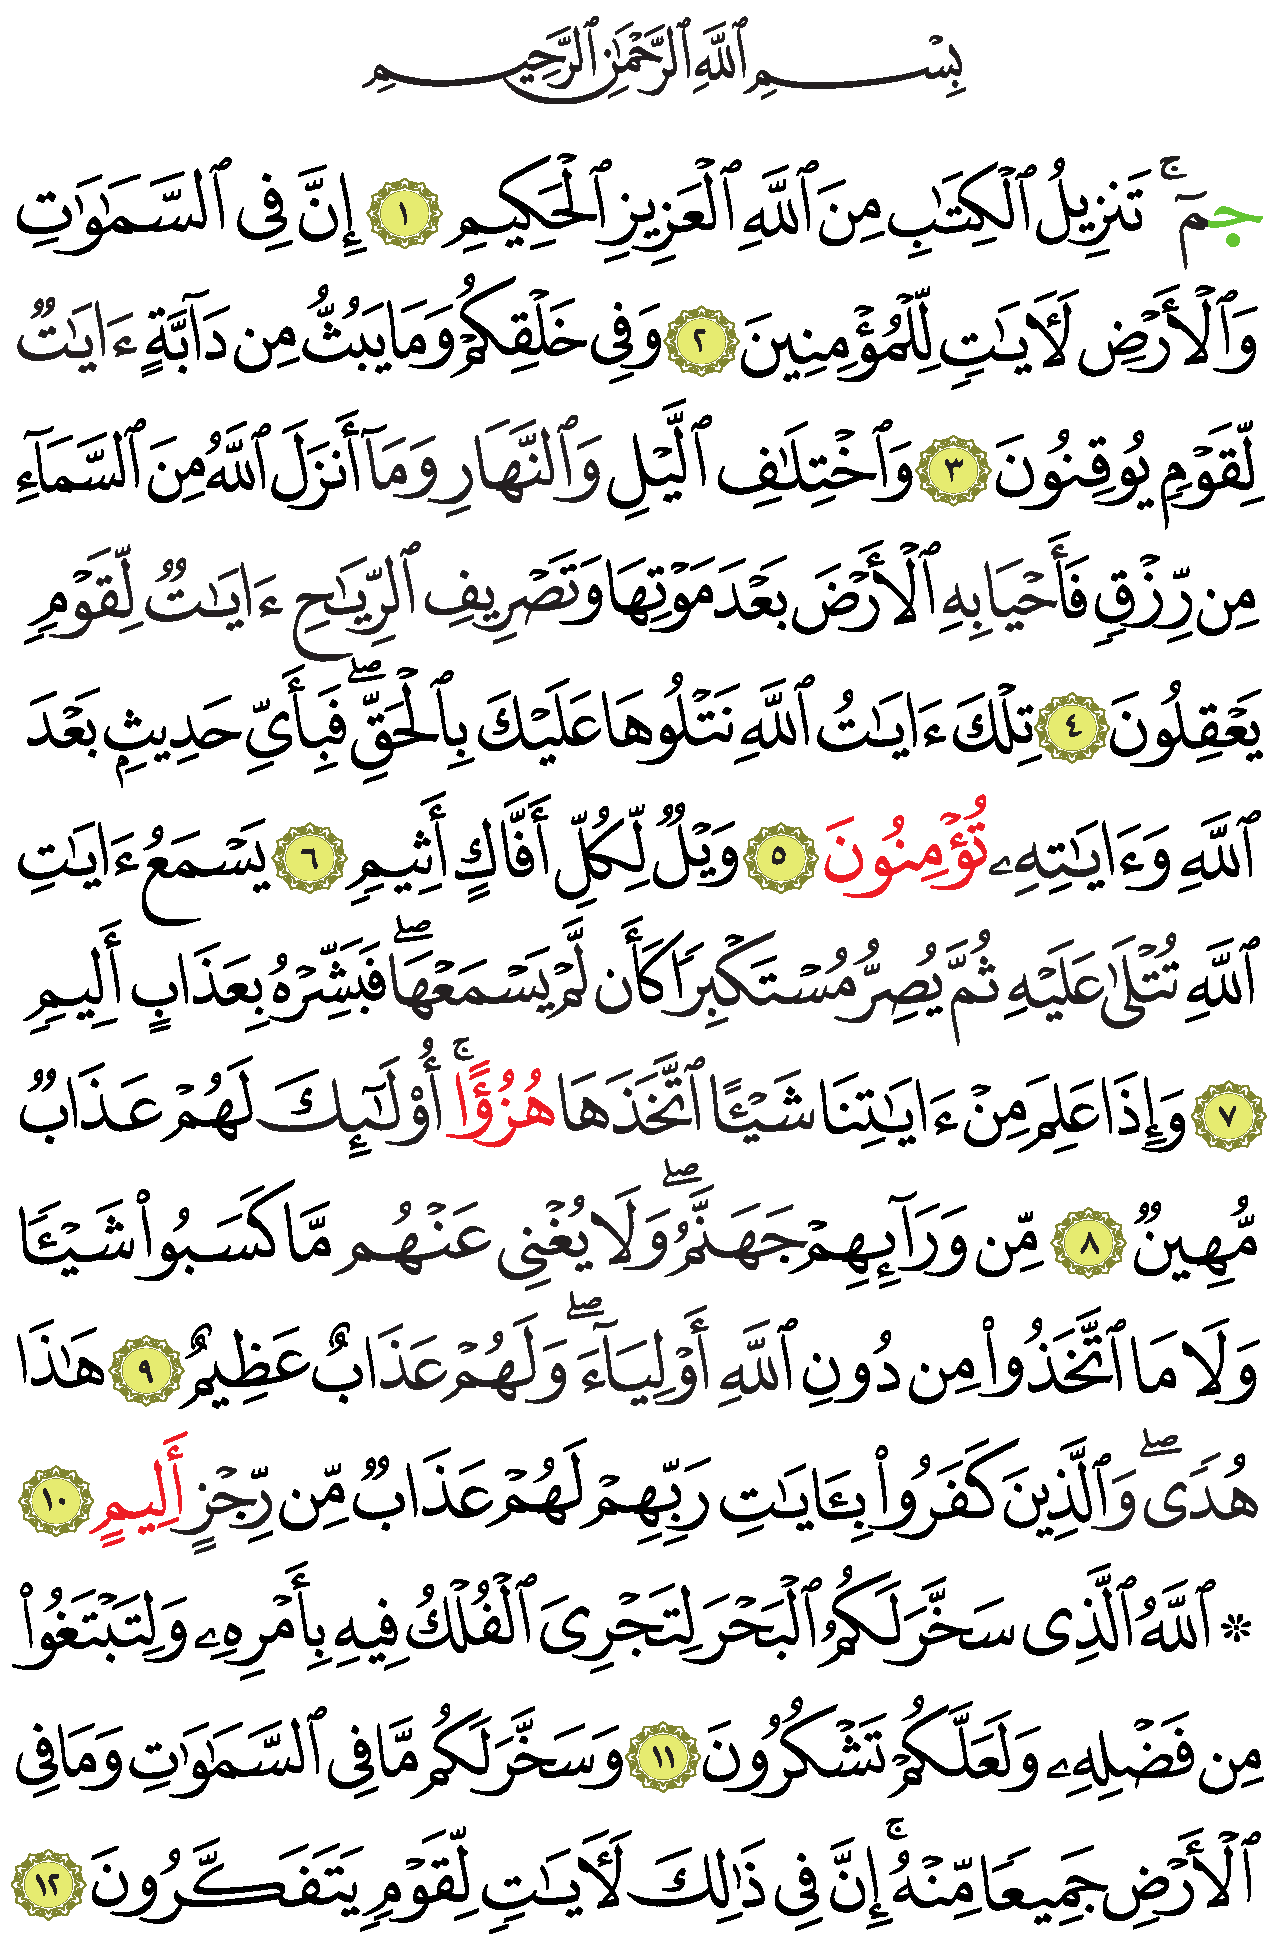 بِسْمِ ٱللَّهِ ٱلرَّحْمَٰنِ ٱلرَّحِيمِ
حمٓ ۚ تَنزِيلُ ٱلْكِتَٰبِ مِنَ ٱللَّهِ ٱلْعَزِيزِ ٱلْحَكِيمِ ١ إِنَّ فِى ٱلسَّمَٰوَٰتِ
وَٱلْأَرْضِ لَأٓيَٰتٍ لِّلْمُؤْمِنِينَ ٢ وَفِى خَلْقِكُمْ وَمَا يَبُثُّ مِن دَآبَّةٍ ءَايَٰتٌ
لِّقَوْمٍ يُوقِنُونَ ٣ وَٱخْتِلَٰفِ ٱلَّيْلِ وَٱلنَّهَارِ وَمَآ أَنزَلَ ٱللَّهُ مِنَ ٱلسَّمَآءِ
مِن رِّزْقٍ فَأَحْيَا بِهِ ٱلْأَرْضَ بَعْدَ مَوْتِهَا وَتَصْرِيفِ ٱلرِّيَٰحِ ءَايَٰتٌ لِّقَوْمٍ
يَعْقِلُونَ ٤ تِلْكَ ءَايَٰتُ ٱللَّهِ نَتْلُوهَا عَلَيْكَ بِٱلْحَقِّ ۖ فَبِأَىِّ حَدِيثٍ بَعْدَ
ٱللَّهِ وَءَايَٰتِهِۦ تُؤْمِنُونَ ٥ وَيْلٌ لِّكُلِّ أَفَّاكٍ أَثِيمٍ ٦ يَسْمَعُ ءَايَٰتِ
ٱللَّهِ تُتْلَىٰ عَلَيْهِ ثُمَّ يُصِرُّ مُسْتَكْبِرًا كَأَن لَّمْ يَسْمَعْهَا ۖ فَبَشِّرْهُ بِعَذَابٍ أَلِيمٍ
٧ وَإِذَا عَلِمَ مِنْ ءَايَٰتِنَا شَيْـًٔا ٱتَّخَذَهَا هُزُؤًا ۚ أُوْلَٰٓئِكَ لَهُمْ عَذَابٌ
مُّهِينٌ ٨ مِّن وَرَآئِهِمْ جَهَنَّمُ ۖ وَلَا يُغْنِى عَنْهُم مَّا كَسَبُوا۟ شَيْـًٔا
وَلَا مَا ٱتَّخَذُوا۟ مِن دُونِ ٱللَّهِ أَوْلِيَآءَ ۖ وَلَهُمْ عَذَابٌ عَظِيمٌ ٩ هَٰذَا
هُدًى ۖ وَٱلَّذِينَ كَفَرُوا۟ بِـَٔايَٰتِ رَبِّهِمْ لَهُمْ عَذَابٌ مِّن رِّجْزٍ أَلِيمٍ ١٠
* ٱللَّهُ ٱلَّذِى سَخَّرَ لَكُمُ ٱلْبَحْرَ لِتَجْرِىَ ٱلْفُلْكُ فِيهِ بِأَمْرِهِۦ وَلِتَبْتَغُوا۟
مِن فَضْلِهِۦ وَلَعَلَّكُمْ تَشْكُرُونَ ١١ وَسَخَّرَ لَكُم مَّا فِى ٱلسَّمَٰوَٰتِ وَمَا فِى
ٱلْأَرْضِ جَمِيعًا مِّنْهُ ۚ إِنَّ فِى ذَٰلِكَ لَأٓيَٰتٍ لِّقَوْمٍ يَتَفَكَّرُونَ ١٢